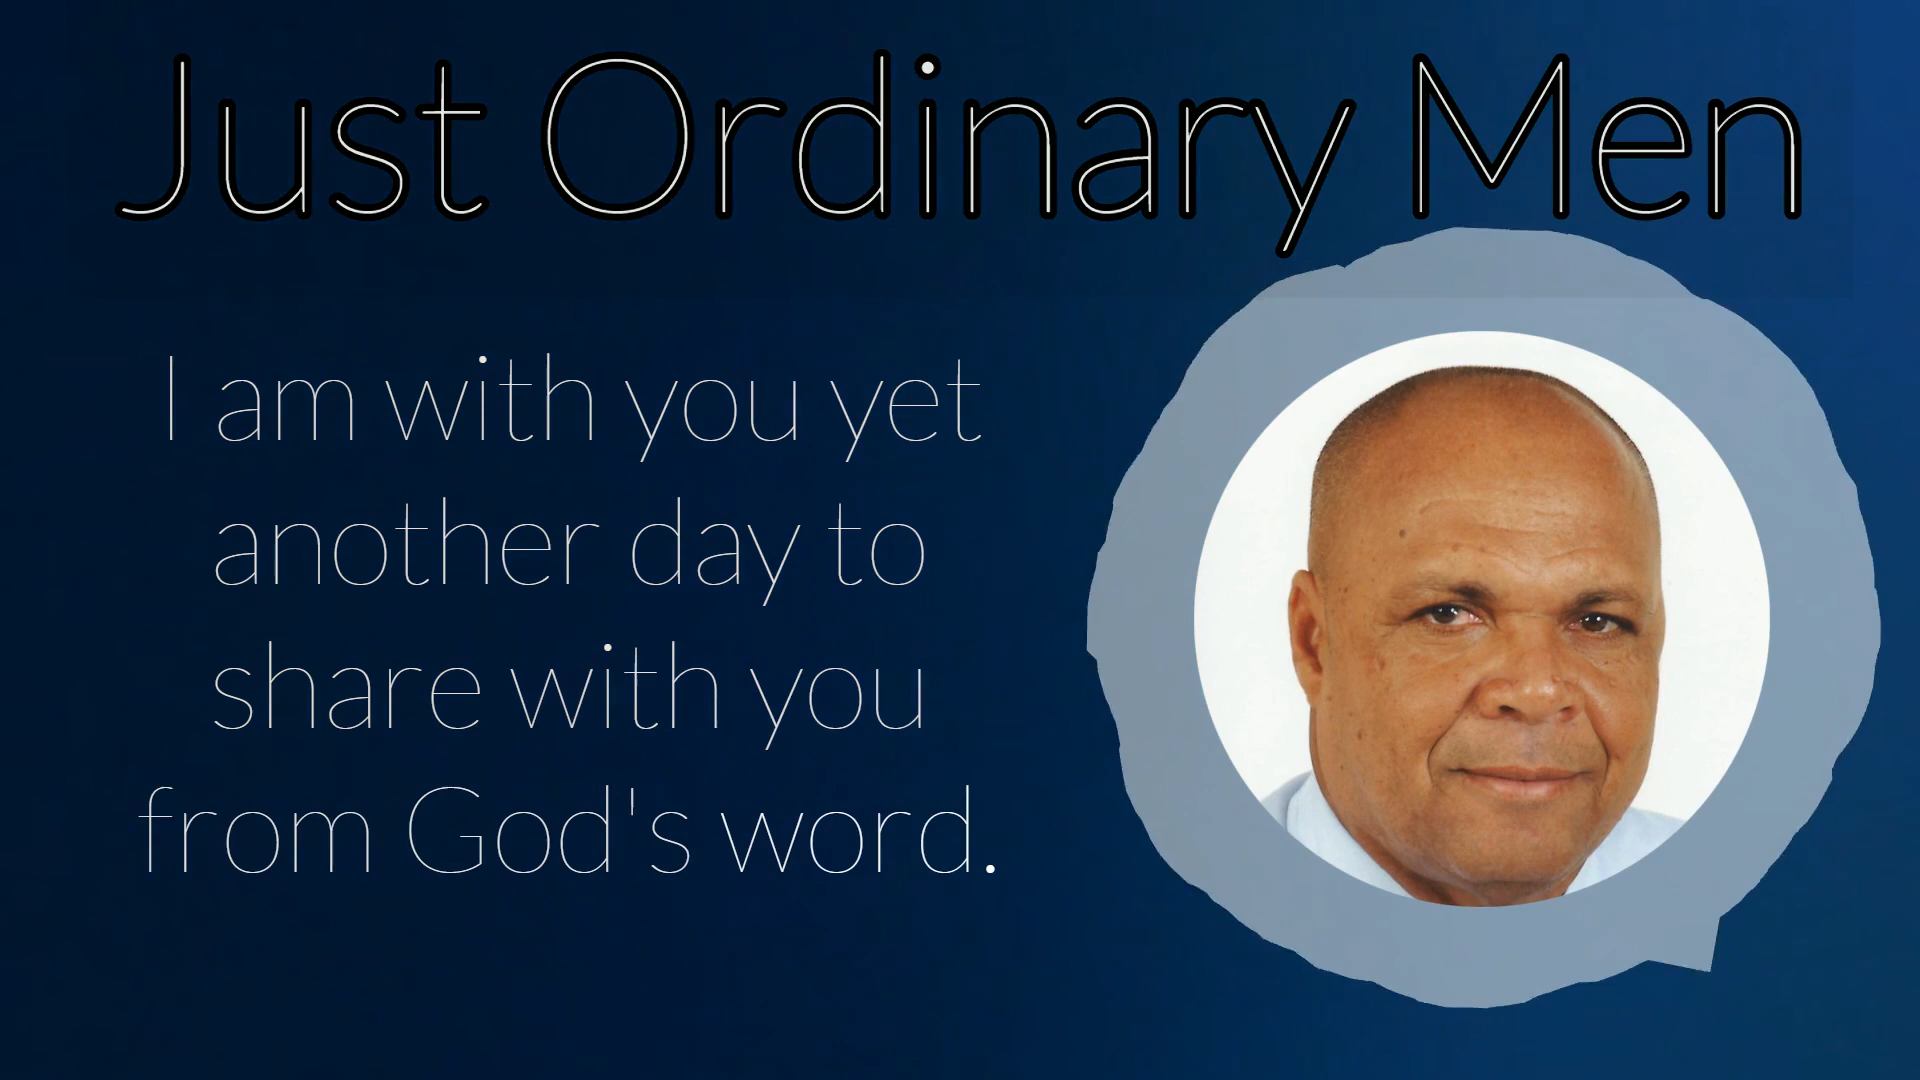 Just Ordinary Men
I am with you yet
another day to
share with you
from God's word.